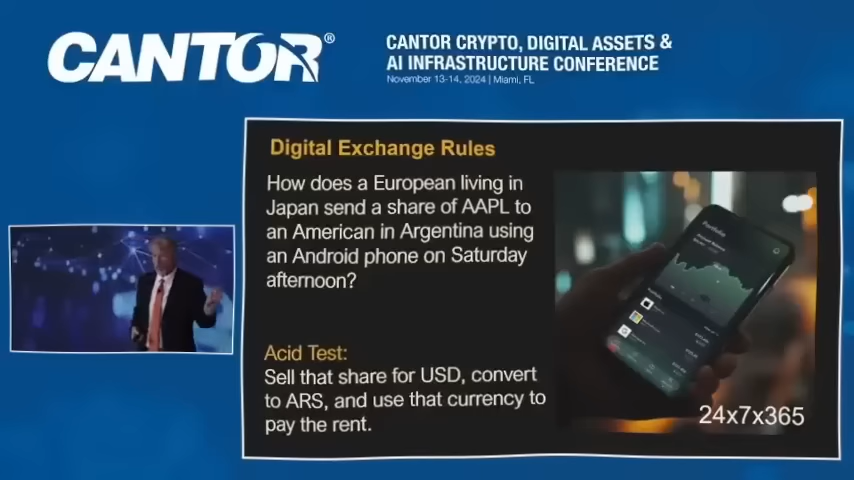 CANTOR®
CANTOR CRYPTO, DIGITAL ASSETS &
AI INFRASTRUCTURE CONFERENCE
November 13-14, 2024 | Miami, FL
Digital Exchange Rules
How does a European living in
Japan send a share of AAPL to
an American in Argentina using
an Android phone on Saturday
afternoon?
Acid Test:
Sell that share for USD, convert
to ARS, and use that currency to
pay the rent.
Portfolio
24x7x365